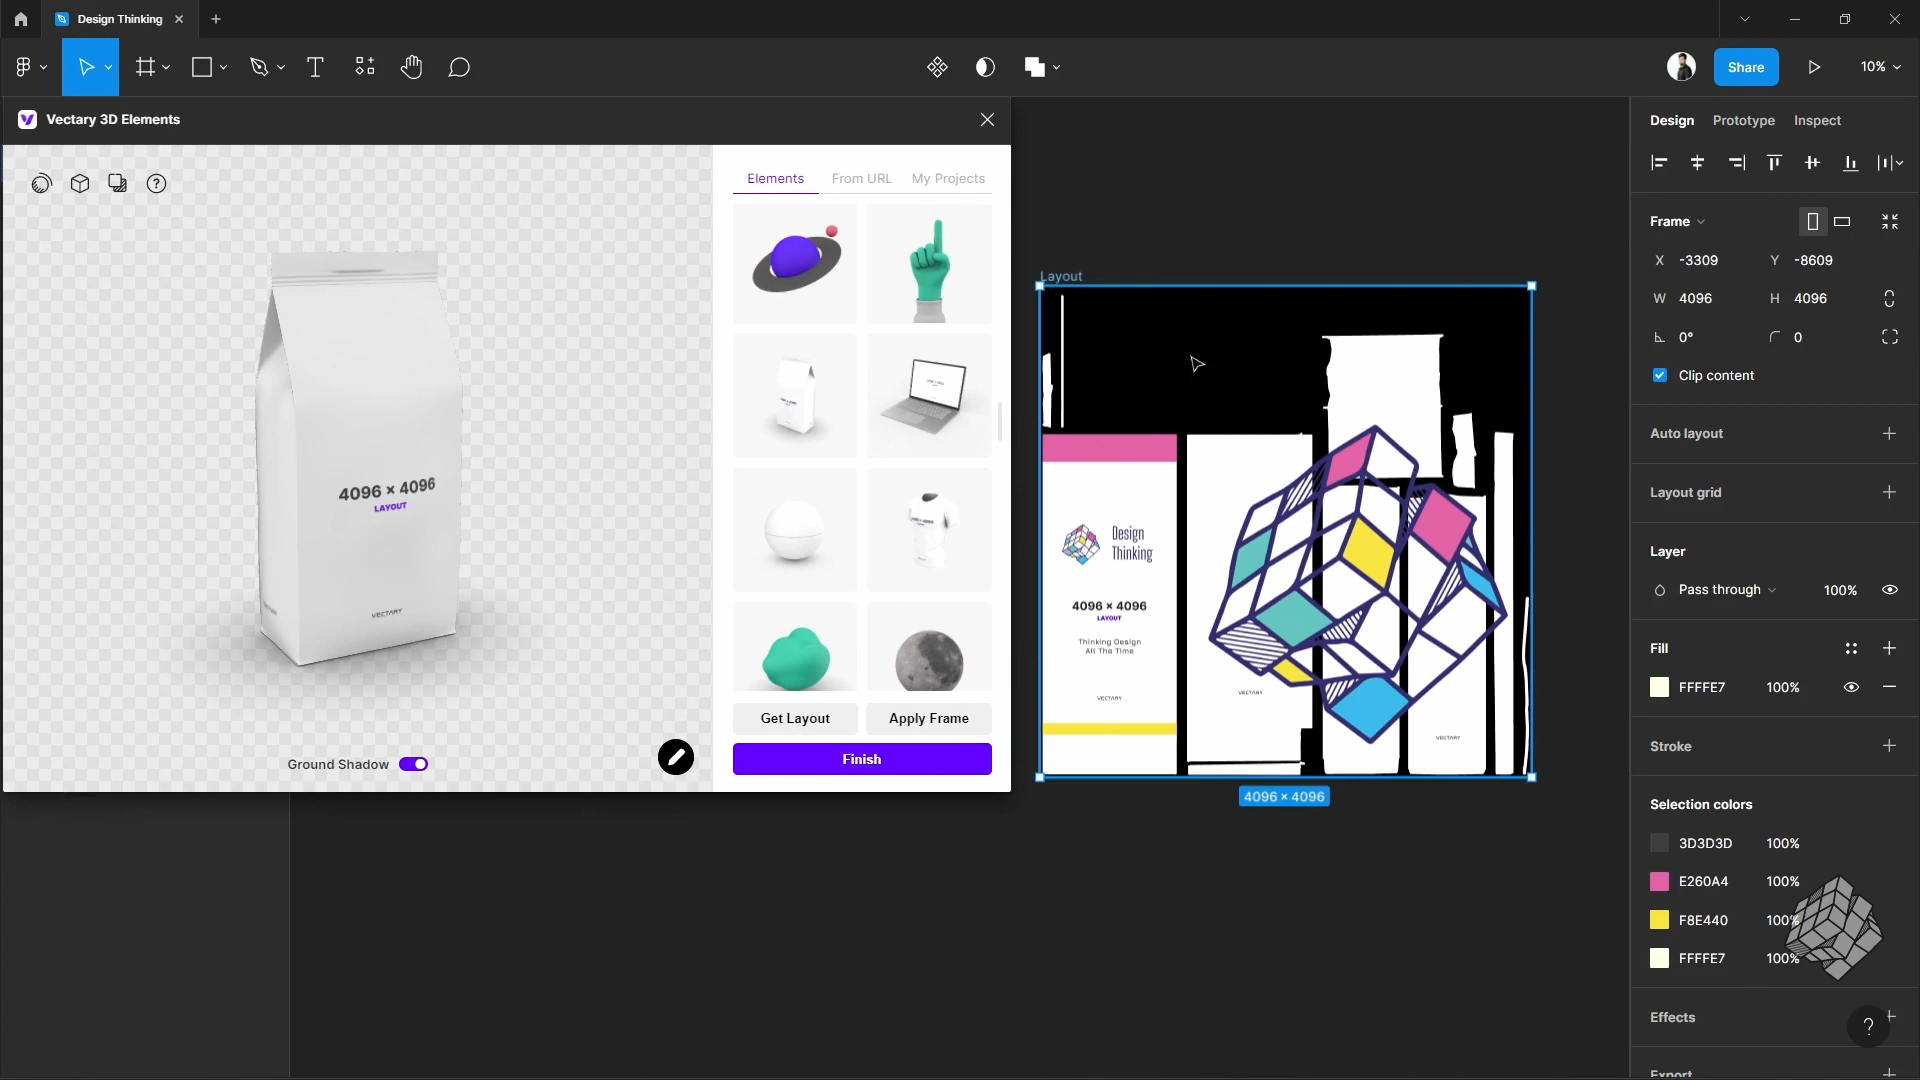 Design Thinking
Share
10%
Vectary 3D Elements
Elements
From URL
My Projects
4096 × 4096
LAYOUT
VECTARY
Get Layout
Apply Frame
Finish
Ground Shadow
Layout
Design
Thinking
4096 × 4096
LAYOUT
Thinking Design
All The Time
VECTARY
VECTARY
VECTARY
4096 × 4096
Design
Prototype
Inspect
Frame
X -3309
Y -8609
W 4096
H 4096
0°
0
Clip content
Auto layout
Layout grid
Layer
Pass through
100%
Fill
FFFFE7 100%
Stroke
Selection colors
3D3D3D 100%
E260A4 100%
F8E440 100%
FFFFE7 100%
Effects
?
Export